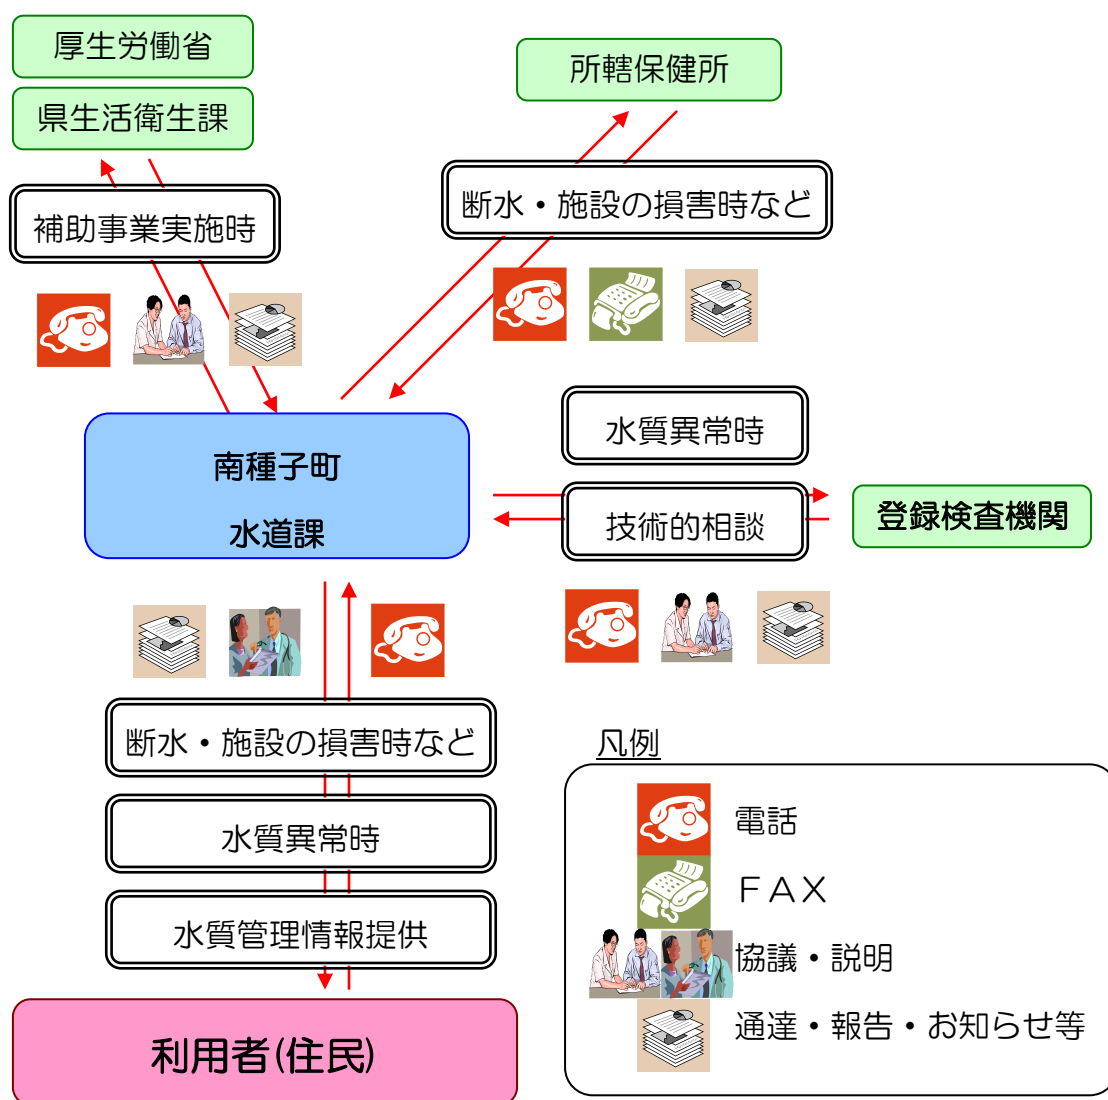 厚生労働省
県生活衛生課
所轄保健所
補助事業実施時
断水・施設の損害時など
水質異常時
南種子町
水道課
技術的相談
登録検査機関
断水・施設の損害時など
水質異常時
水質管理情報提供
利用者(住民)
凡例
電話
ＦＡＸ
協議・説明
通達・報告・お知らせ等